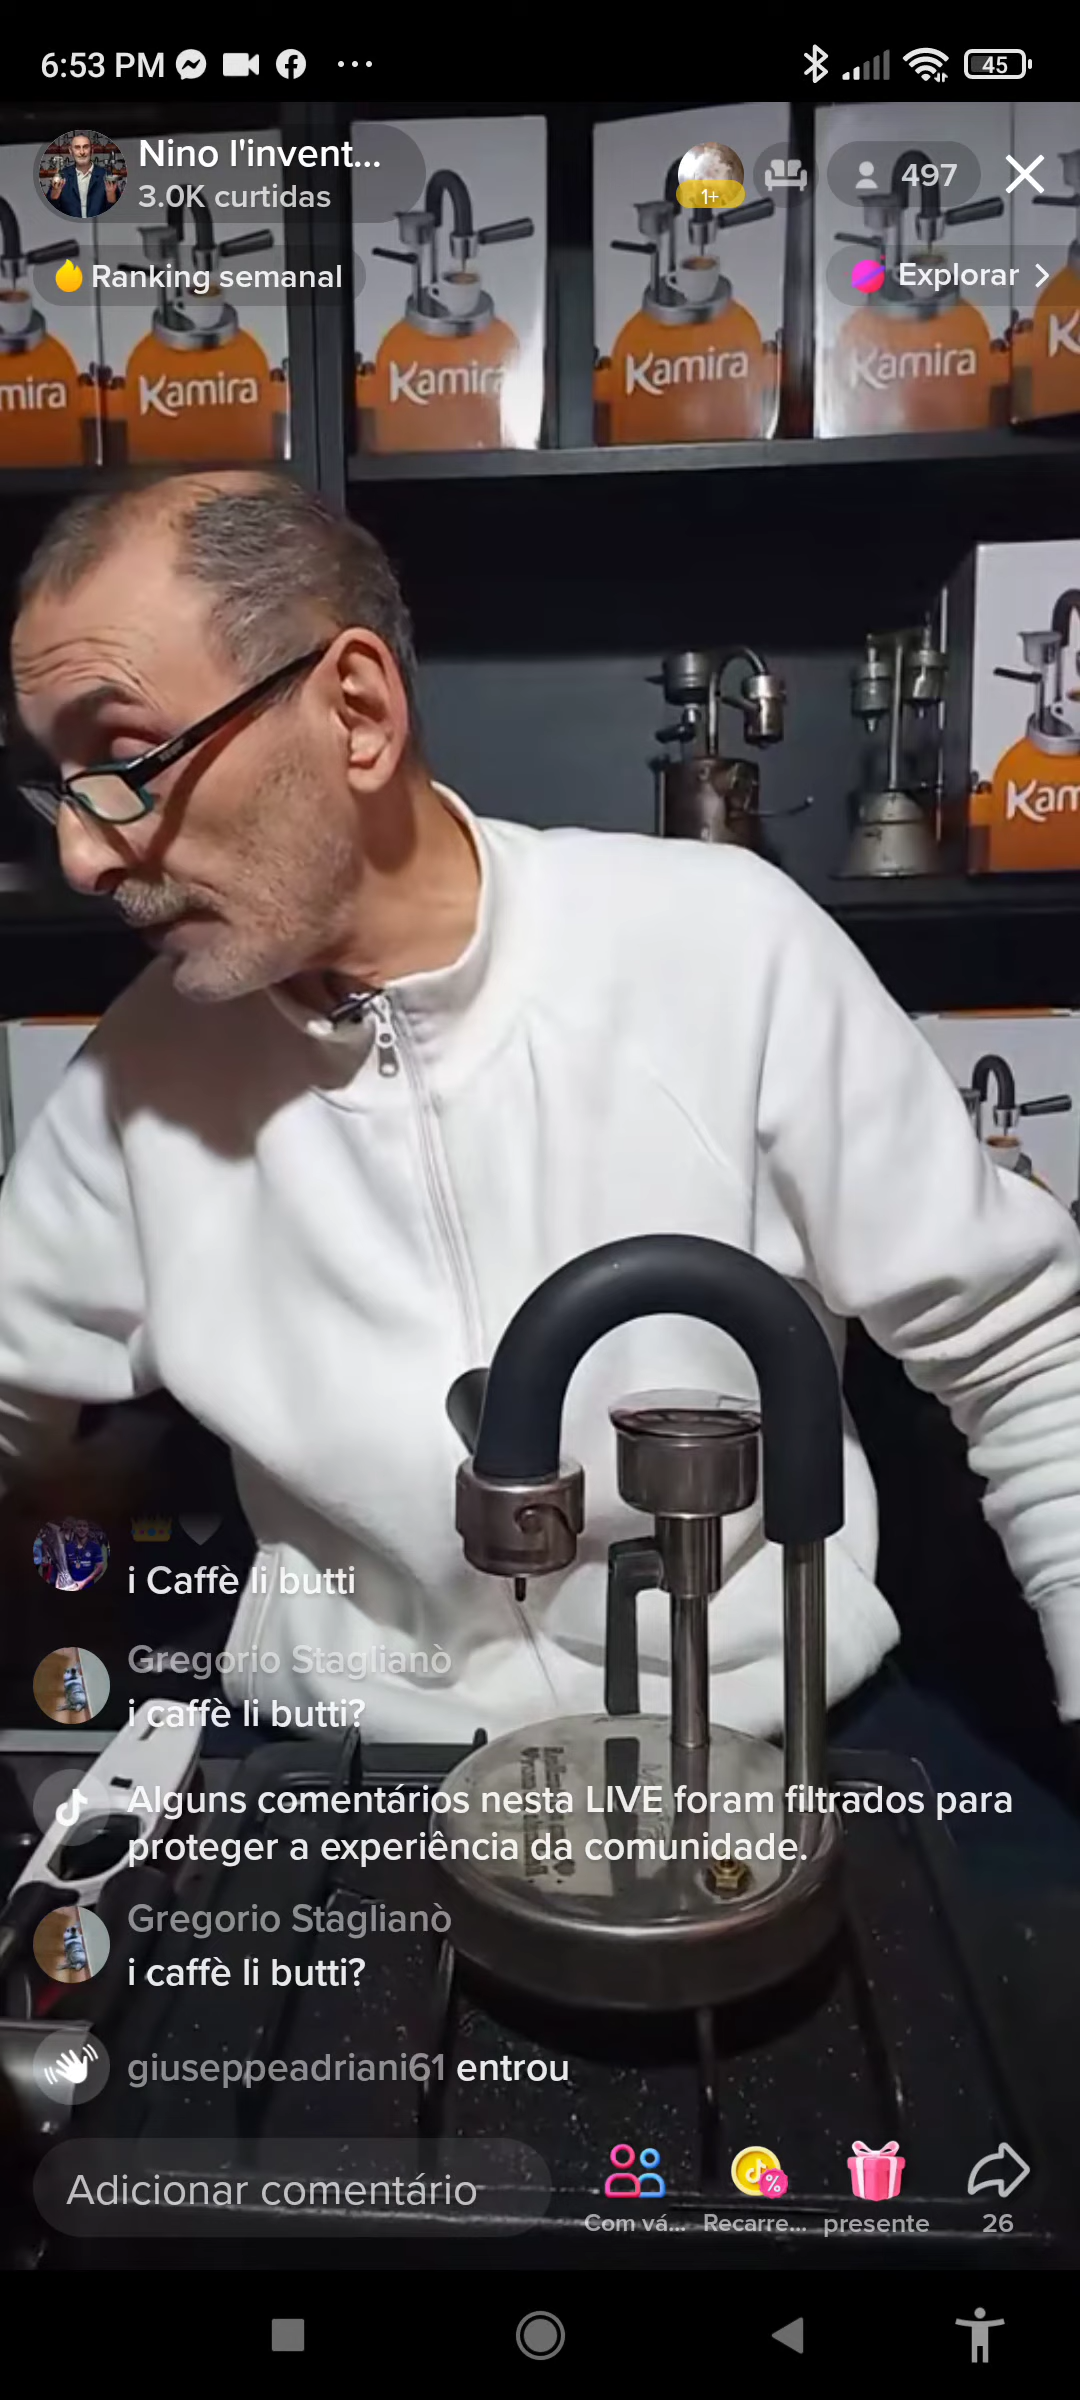 6:53 PM
45
Nino l'invent...
3.0K curtidas
1+
497
Ranking semanal
Explorar
mira
Kamira
Kamira
Kamira
Kamira
K
Kam
i Caffè li butti
Gregorio Staglianò
i caffè li butti?
Alguns comentários nesta LIVE foram filtrados para
proteger a experiência da comunidade.
Gregorio Staglianò
i caffè li butti?
giuseppeadriani61 entrou
Adicionar comentário
Com vá...
Recarre...
presente
26